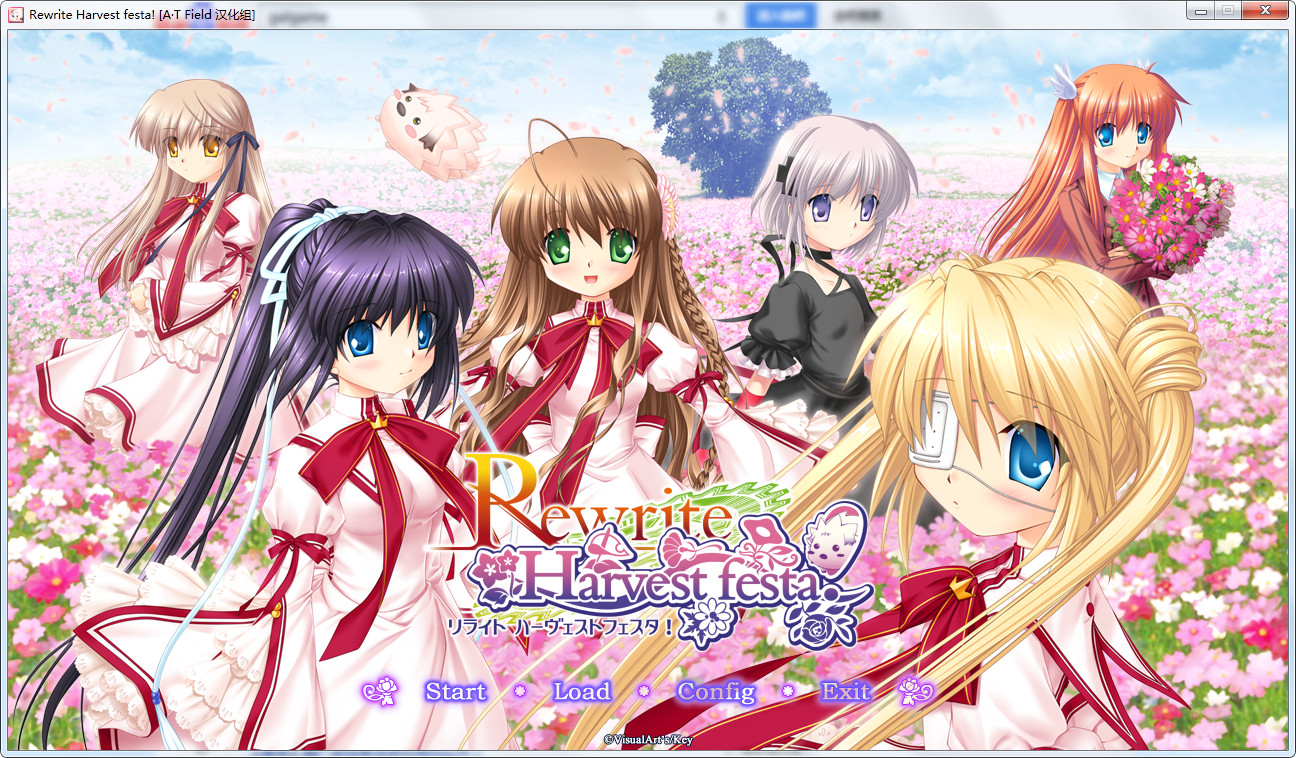 Rewrite Harvest festa! [A·T Field 汉化组]
Rewrite
Harvest festa!
リライト ハーヴェストフェスタ！
Start
Load
Config
Exit
©VisualArt's/Key